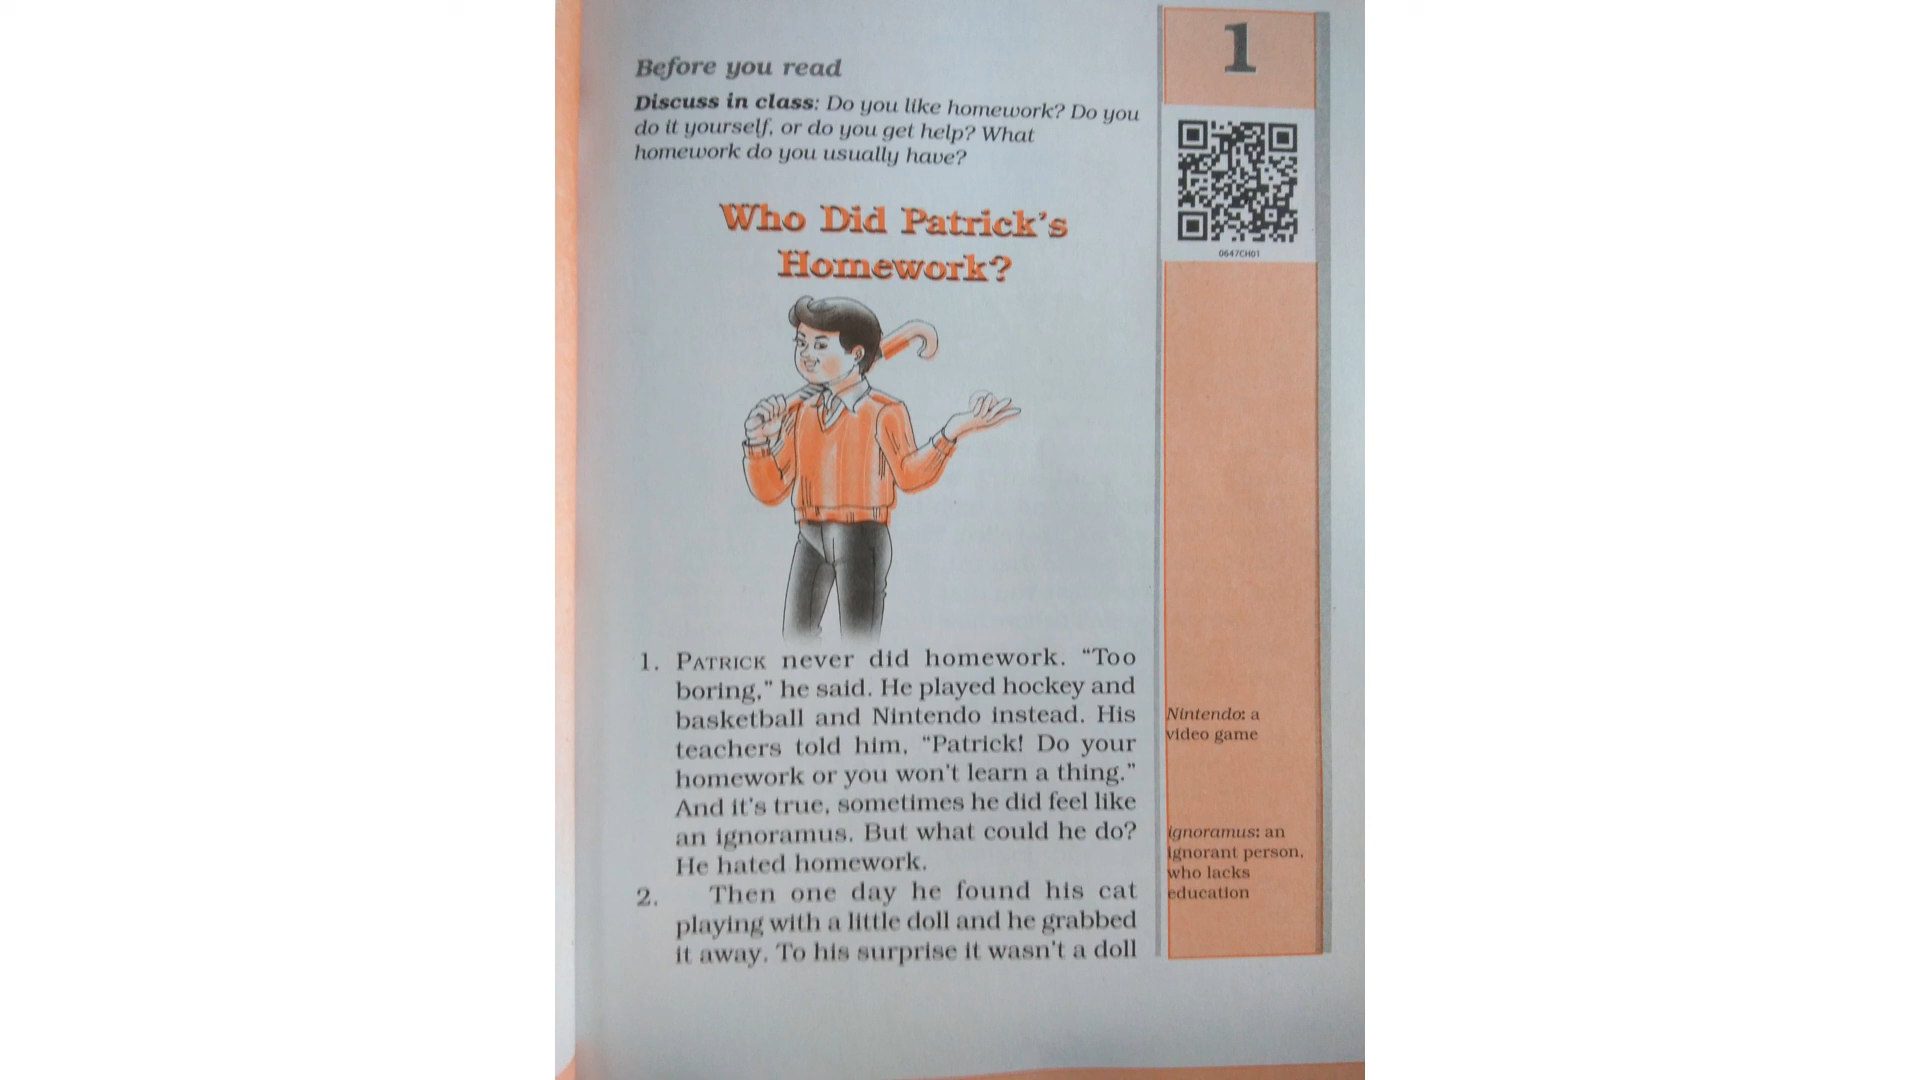 Before you read
Discuss in class: Do you like homework? Do you
do it yourself, or do you get help? What
homework do you usually have?
1
0647CH01
Who Did Patrick's
Homework?
1. PATRICK never did homework. “Too
boring,” he said. He played hockey and
basketball and Nintendo instead. His
teachers told him, “Patrick! Do your
homework or you won't learn a thing.”
And it's true, sometimes he did feel like
an ignoramus. But what could he do?
He hated homework.
2. Then one day he found his cat
playing with a little doll and he grabbed
it away. To his surprise it wasn't a doll
Nintendo: a
video game
ignoramus: an
ignorant person,
who lacks
education